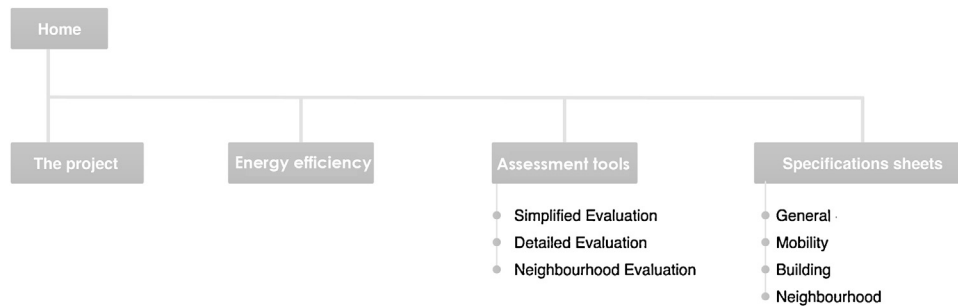 Home
The project
Energy efficiency
Assessment tools
Specifications sheets
Simplified Evaluation
Detailed Evaluation
Neighbourhood Evaluation
General
Mobility
Building
Neighbourhood